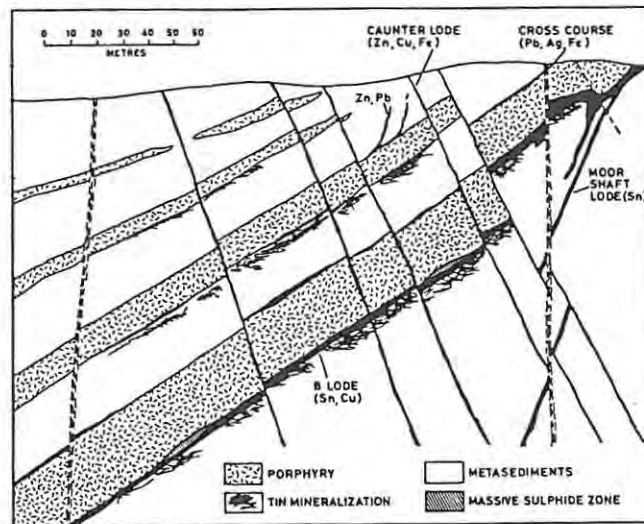 0 10 20 30 40 50 60
METRES
CAUNTER LODE
(Zn, Cu, Fe)
CROSS COURSE
(Pb, Ag, Fe)
Zn, Pb
MOOR
SHAFT
LODE (Sn)
B LODE
(Sn, Cu)
PORPHYRY
METASEDIMENTS
TIN MINERALIZATION
MASSIVE SULPHIDE ZONE